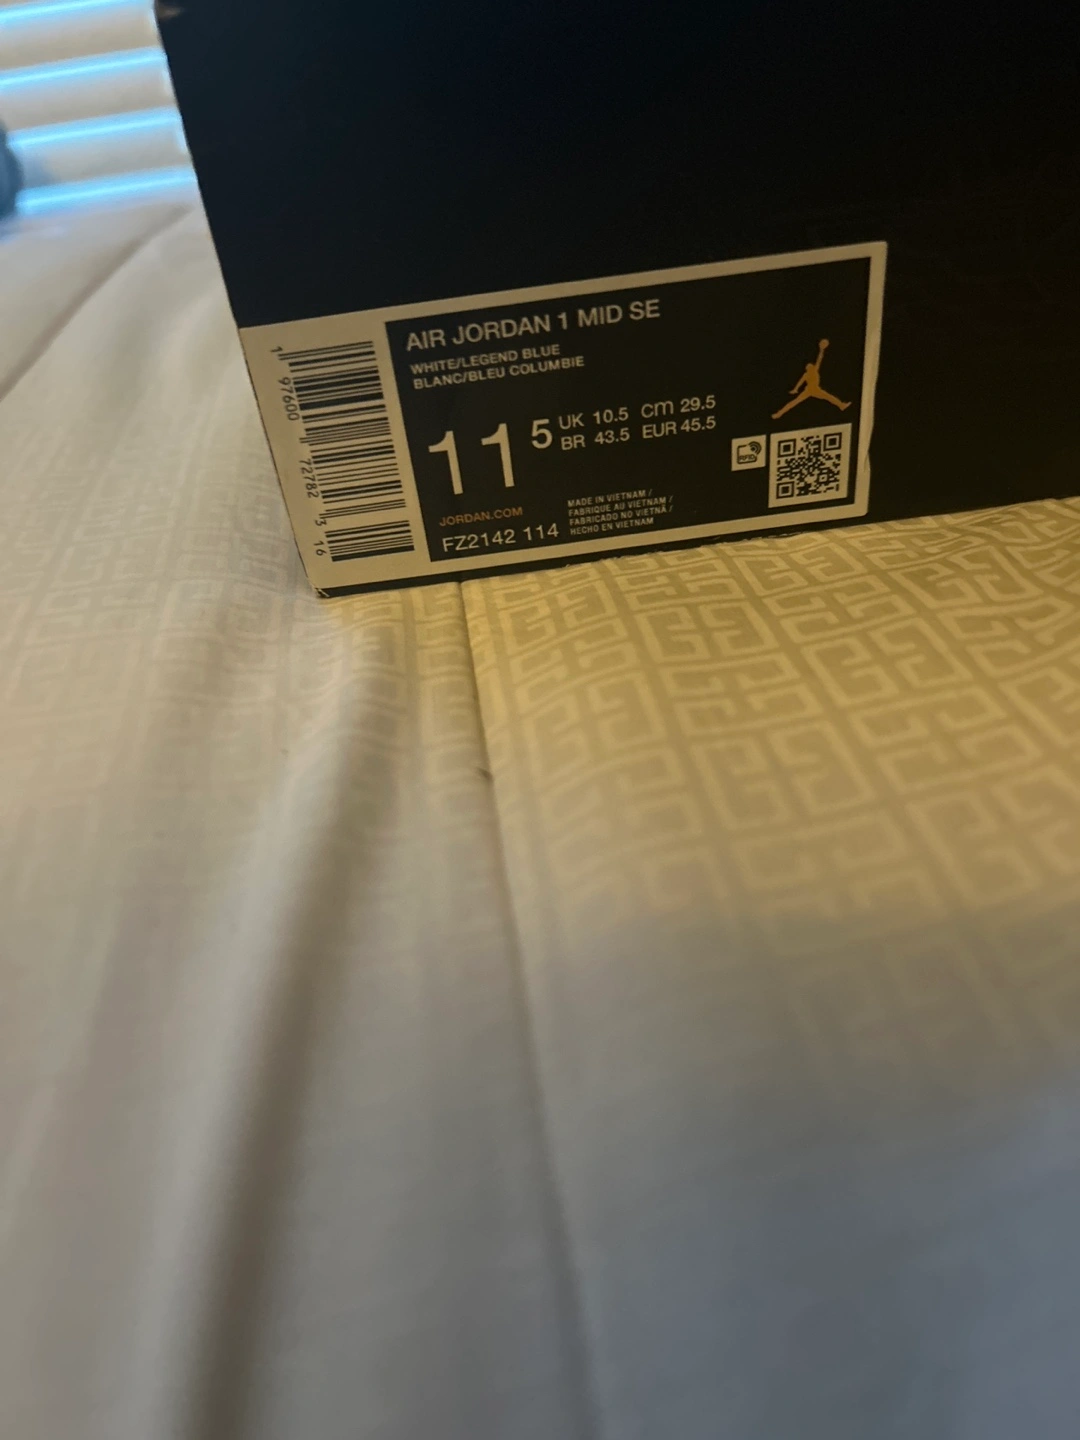 AIR JORDAN 1 MID SE
WHITE/LEGEND BLUE
BLANC/BLEU COLUMBIE
11 5 UK 10.5 CM 29.5
BR 43.5 EUR 45.5
JORDAN.COM
FZ2142 114
MADE IN VIETNAM /
FABRIQUE AU VIETNAM /
FABRICADO NO VIETNÃ /
HECHO EN VIETNAM
RFID
1 97600 72782 3 16